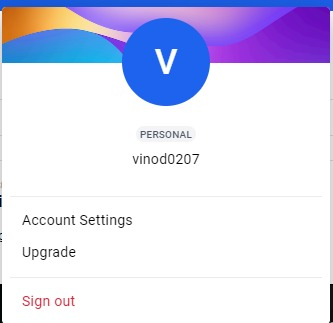 V
PERSONAL
vinod0207
Account Settings
Upgrade
Sign out